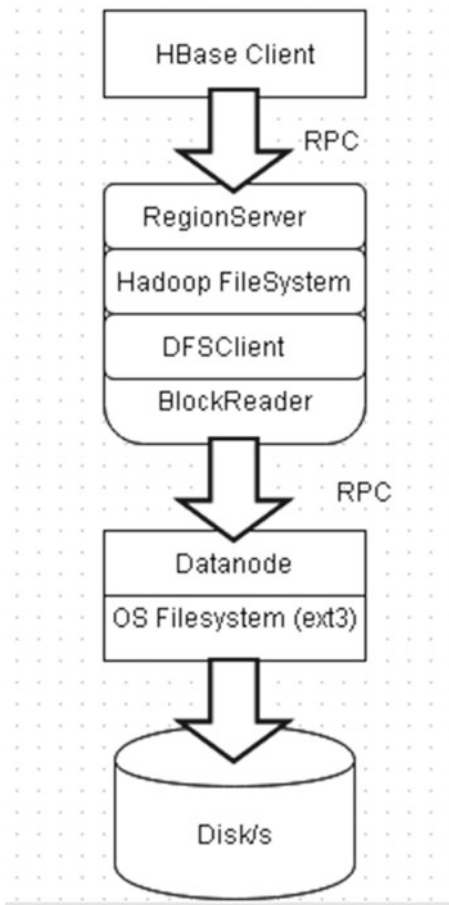 HBase Client
RPC
RegionServer
Hadoop FileSystem
DFSClient
BlockReader
RPC
Datanode
OS Filesystem (ext3)
Disk/s